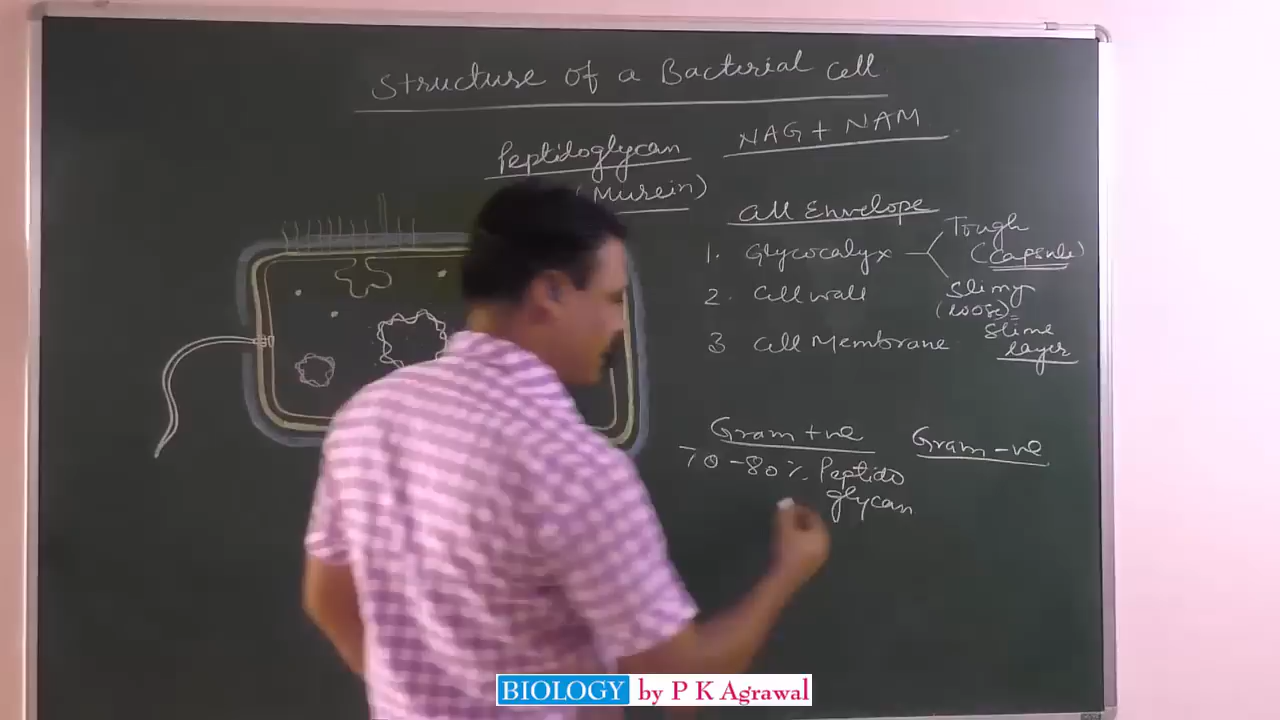 Structure of a Bacterial Cell
Peptidoglycan
(Murein)
NAG + NAM
Cell Envelope
1. Glycocalyx
Tough
(Capsule)
Slimy
(loose)
Slime
layer
2. Cell wall
3 Cell Membrane
Gram +ve
70-80% Peptido
glycan
Gram -ve
BIOLOGY by P K Agrawal